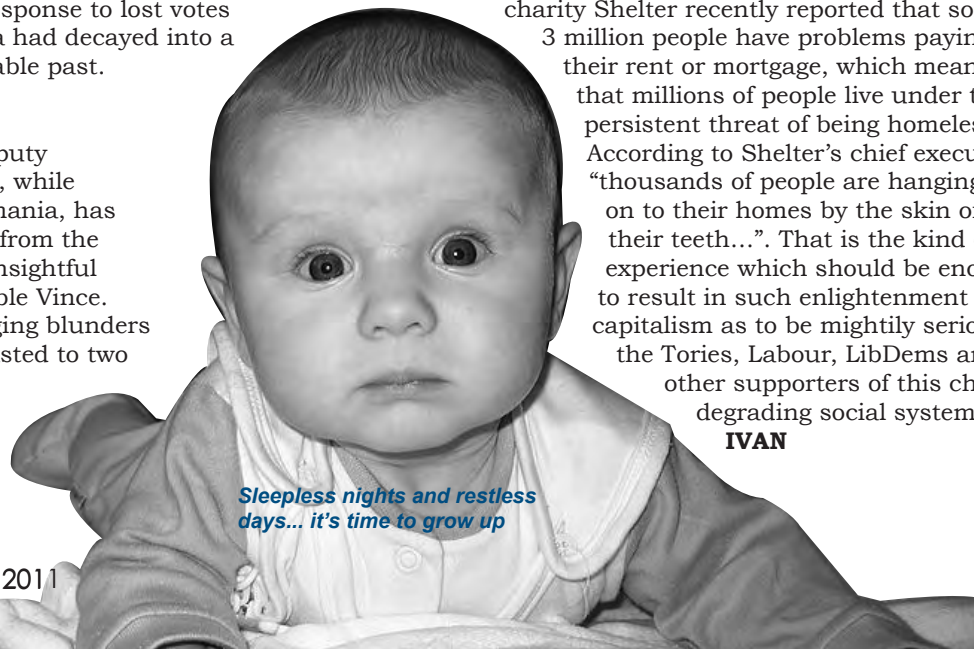 sponse to lost votes
a had decayed into a
able past.
puty
, while
mania, has
from the
nsightful
ble Vince.
ging blunders
sted to two
charity Shelter recently reported that so
3 million people have problems payin
their rent or mortgage, which mean
that millions of people live under t
persistent threat of being homeles
According to Shelter’s chief execu
“thousands of people are hanging
on to their homes by the skin o
their teeth…”. That is the kind
experience which should be eno
to result in such enlightenment
capitalism as to be mightily serio
the Tories, Labour, LibDems a
other supporters of this ch
degrading social system
IVAN
Sleepless nights and restless
days... it’s time to grow up
2011